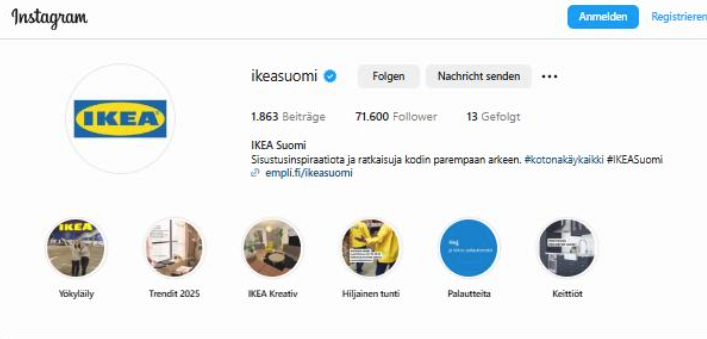 Instagram
Anmelden
Registrieren
IKEA
ikeasuomi
Folgen
Nachricht senden
1.863 Beiträge 71.600 Follower 13 Gefolgt
IKEA Suomi
Sisustusinspiraatiota ja ratkaisuja kodin parempaan arkeen. #kotonakäykaikki #IKEASuomi
empli.fi/ikeasuomi
IKEA
Yökyläily
Trendit 2025
IKEA Kreativ
Hiljainen tunti
Palautteita
Keittiöt